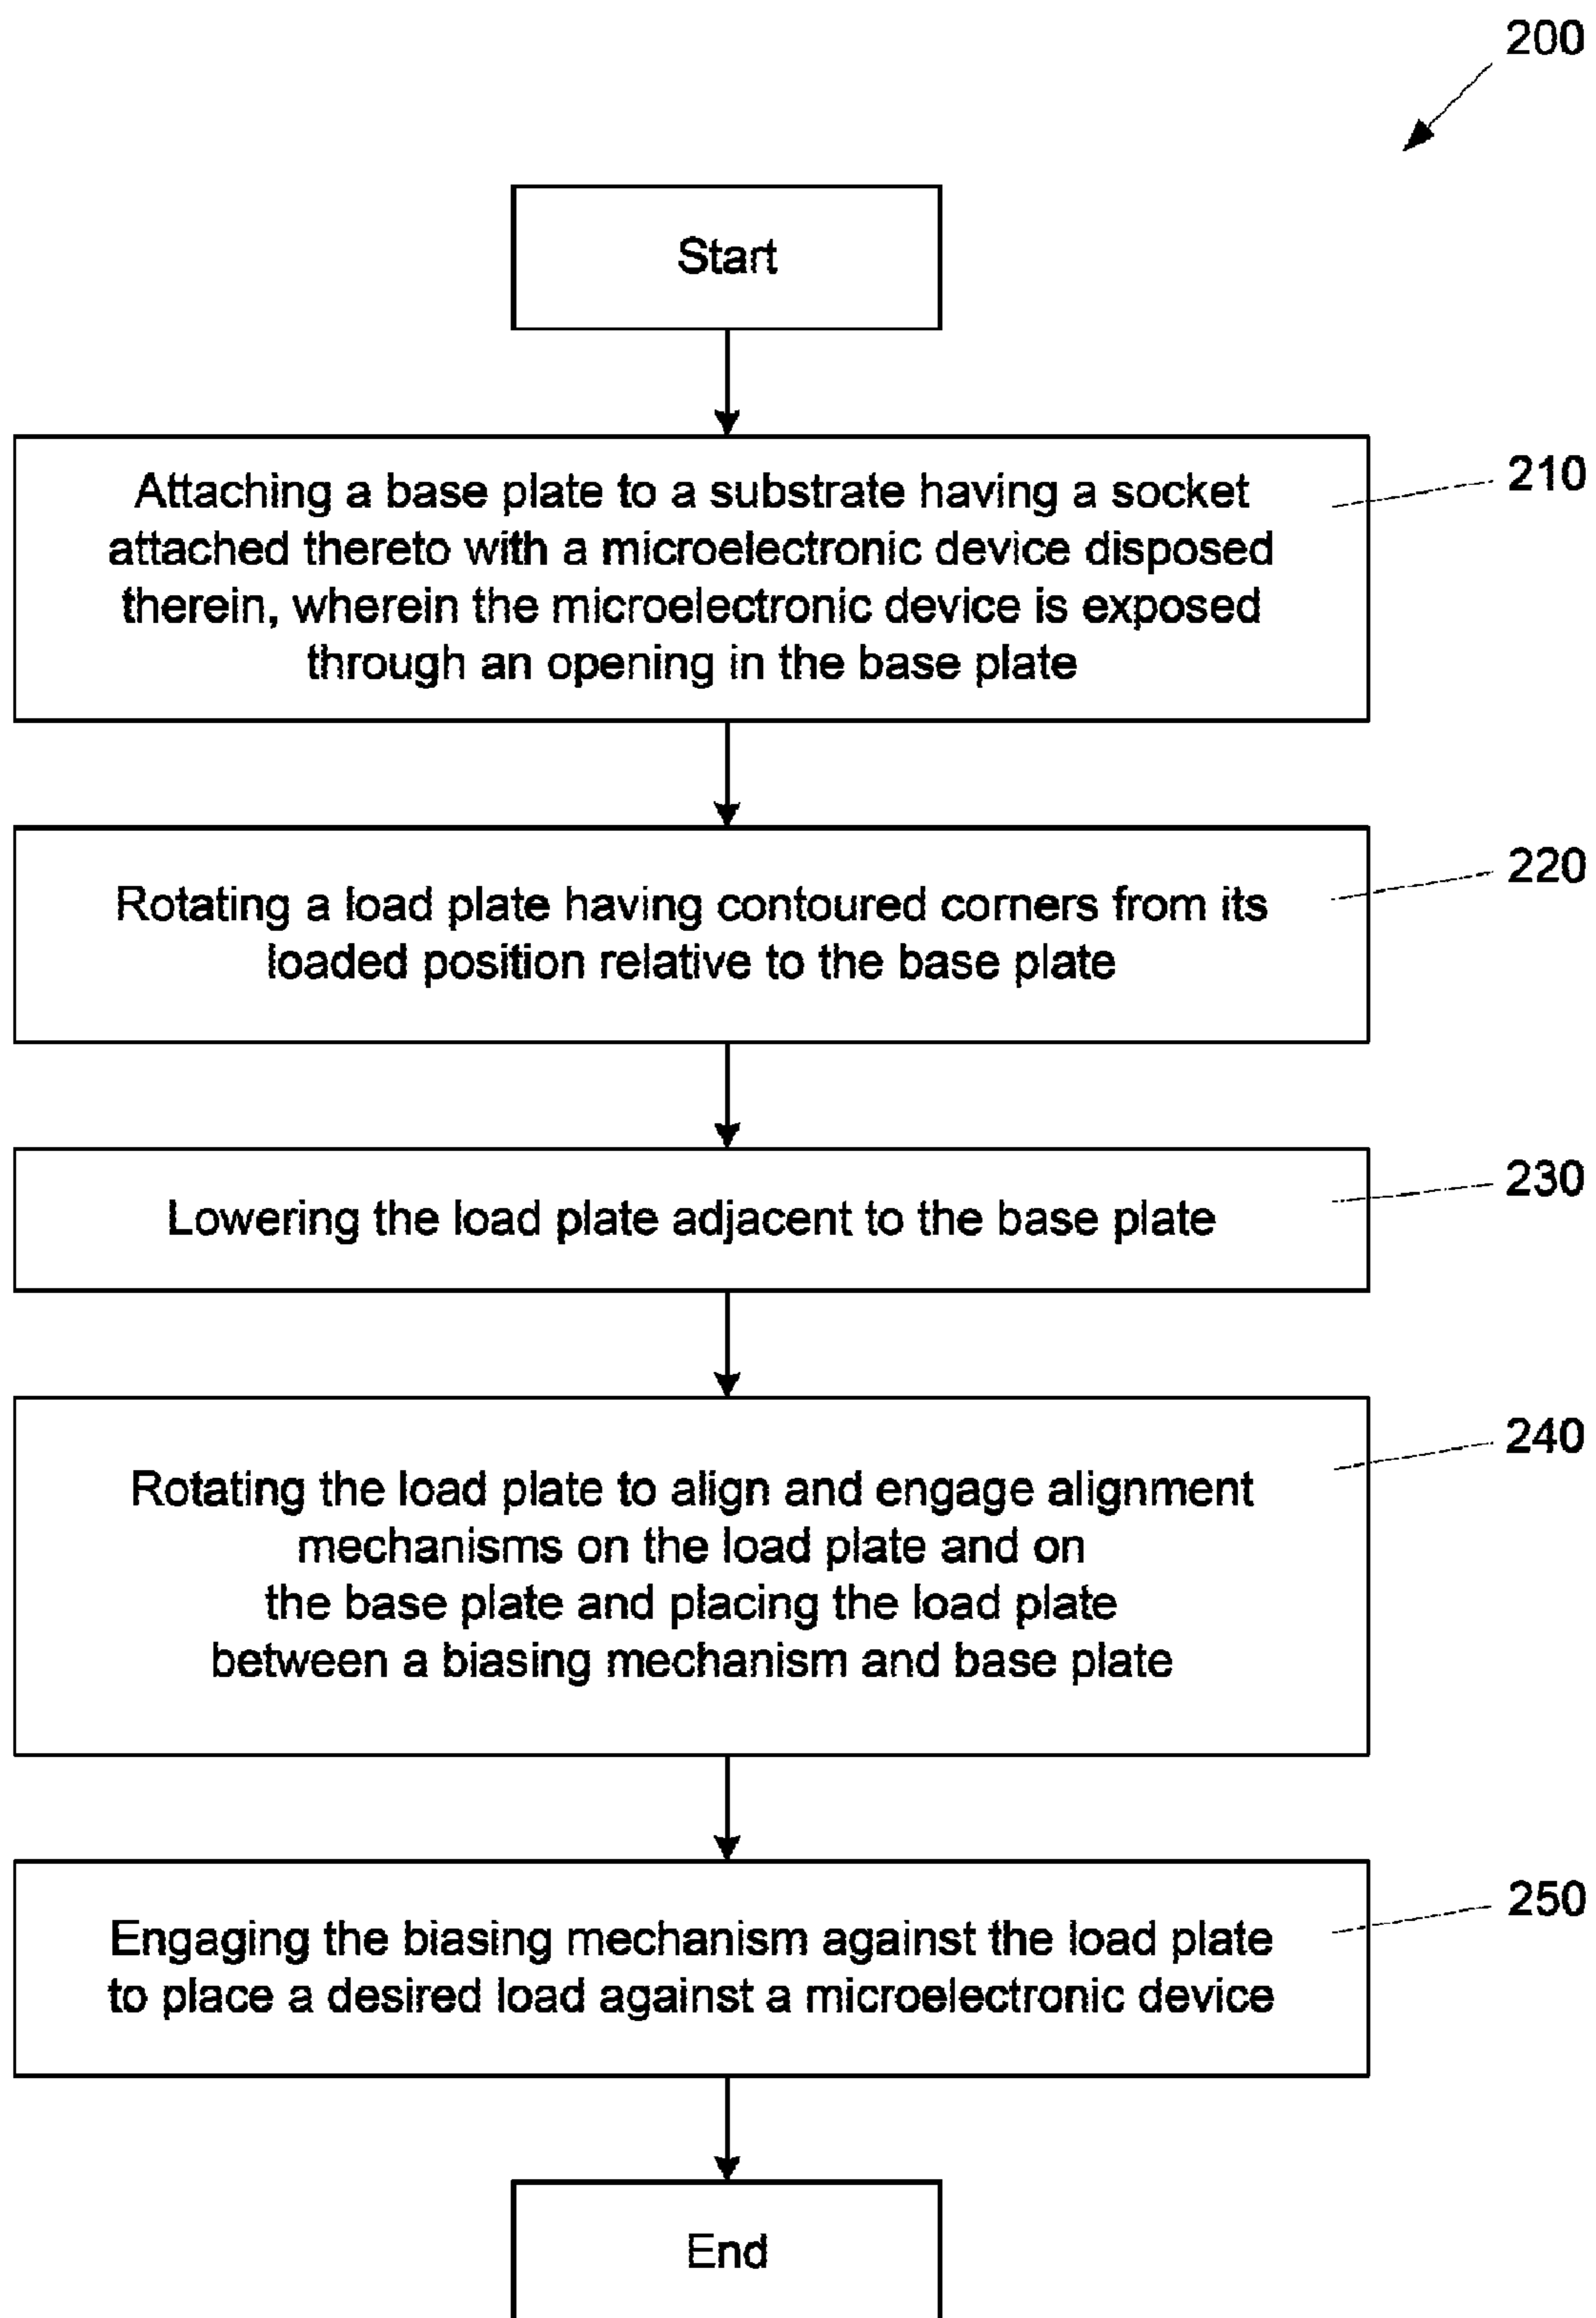 200
Start
Attaching a base plate to a substrate having a socket
attached thereto with a microelectronic device disposed
therein, wherein the microelectronic device is exposed
through an opening in the base plate
210
Rotating a load plate having contoured corners from its
loaded position relative to the base plate
220
Lowering the load plate adjacent to the base plate
230
Rotating the load plate to align and engage alignment
mechanisms on the load plate and on
the base plate and placing the load plate
between a biasing mechanism and base plate
240
Engaging the biasing mechanism against the load plate
to place a desired load against a microelectronic device
250
End